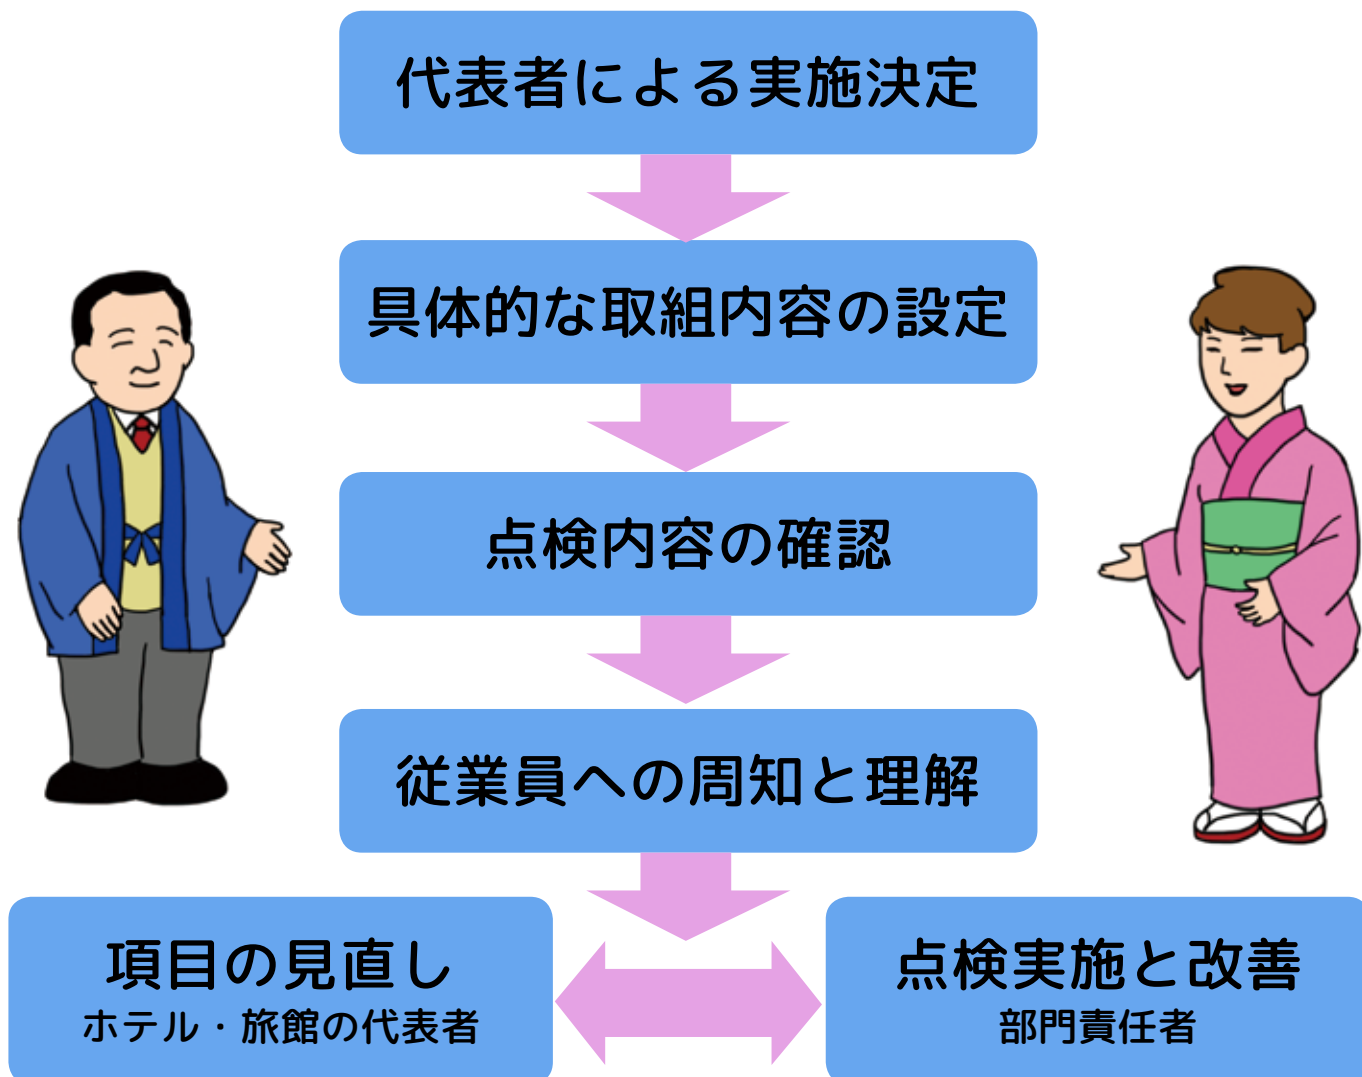 代表者による実施決定
具体的な取組内容の設定
点検内容の確認
従業員への周知と理解
項目の見直し
ホテル・旅館の代表者
点検実施と改善
部門責任者